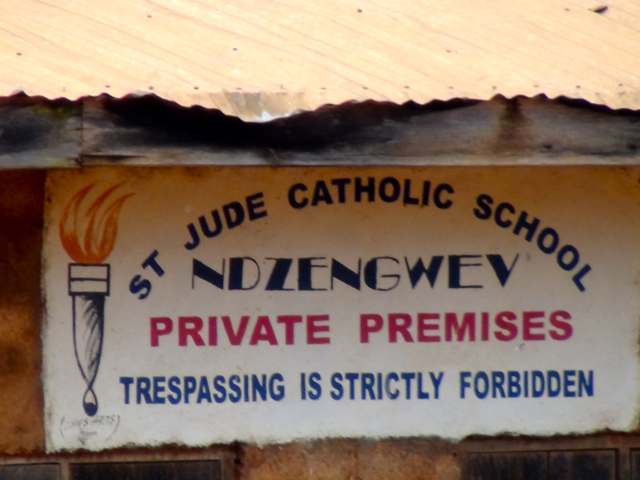 ST JUDE CATHOLIC SCHOOL
NDZENGWEV
PRIVATE PREMISES
TRESPASSING IS STRICTLY FORBIDDEN